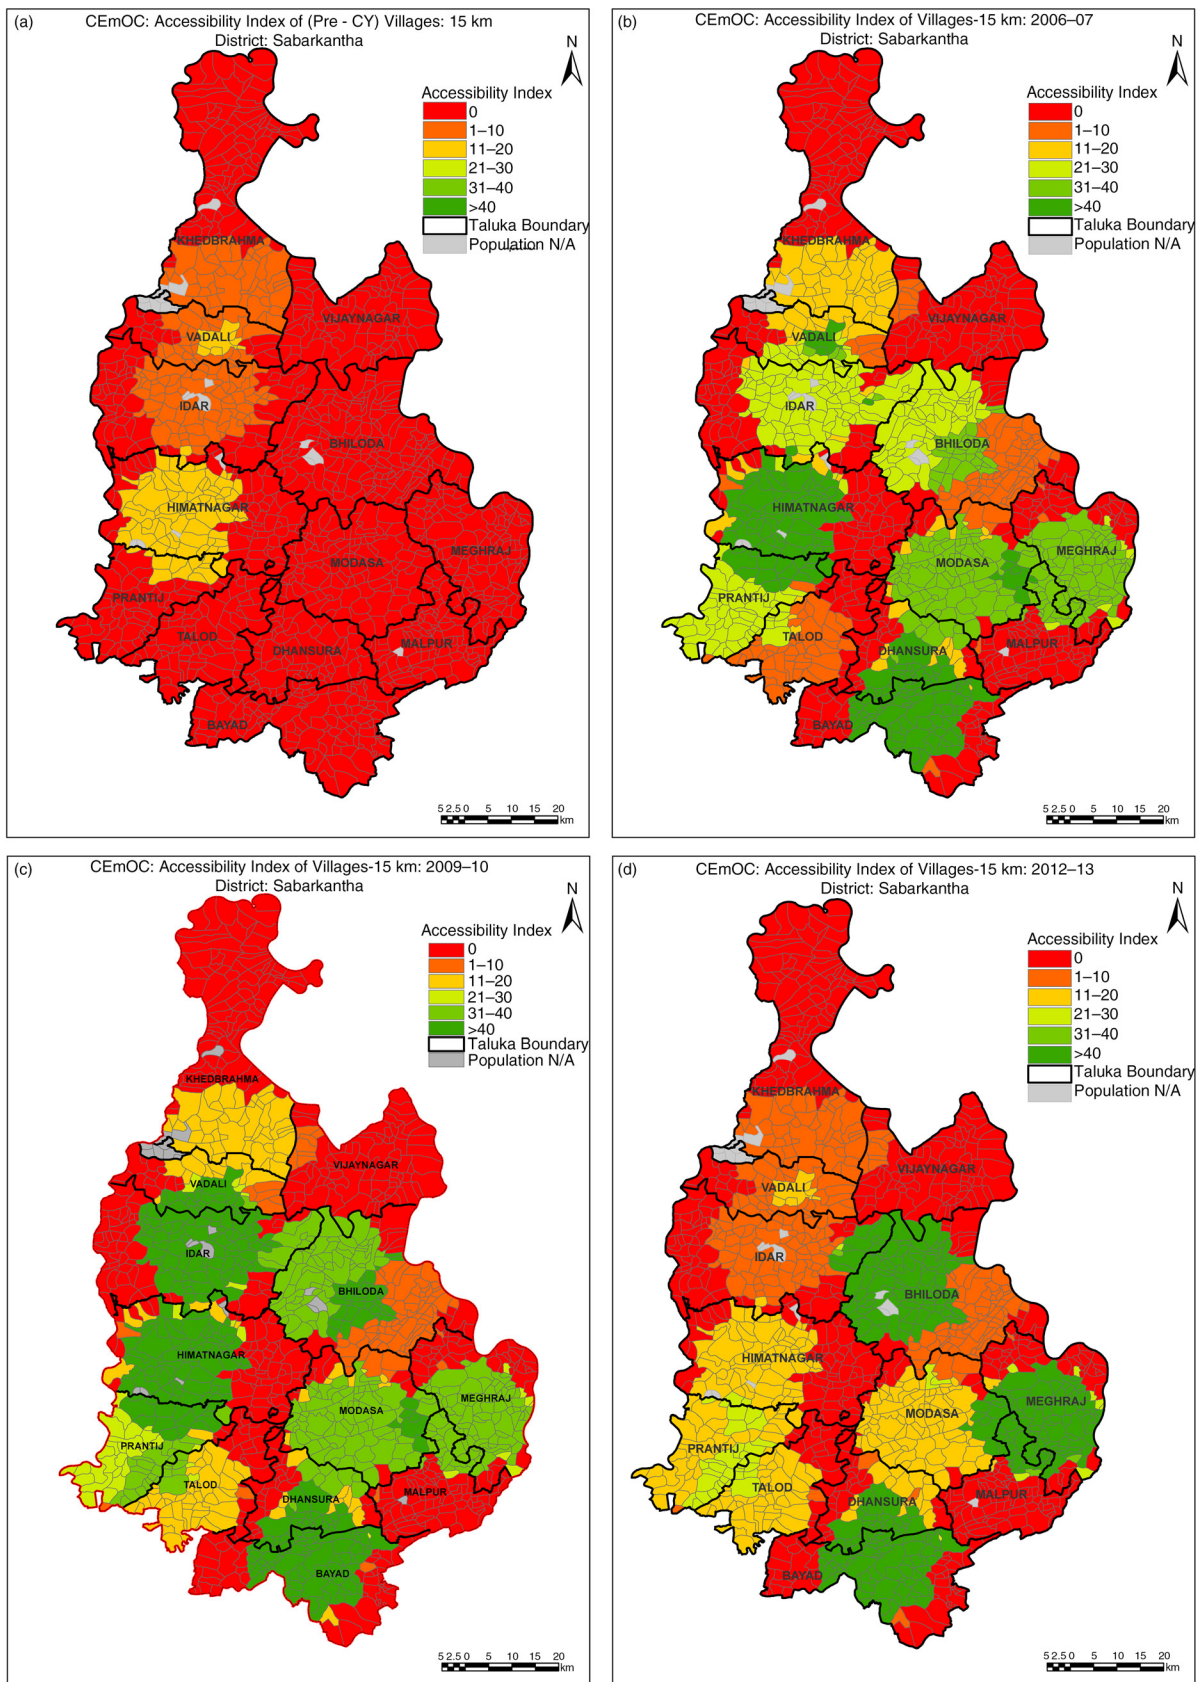 (a)
CEmOC: Accessibility Index of (Pre - CY) Villages: 15 km
District: Sabarkantha
N
Accessibility Index
0
1–10
11–20
21–30
31–40
>40
Taluka Boundary
Population N/A
KHEDBRAHMA
VIJAYNAGAR
VADALI
IDAR
BHILODA
HIMATNAGAR
MEGHRAJ
MODASA
PRANTIJ
TALOD
MALPUR
DHANSURA
BAYAD
5 2.5 0 5 10 15 20
km
(b)
CEmOC: Accessibility Index of Villages-15 km: 2006–07
District: Sabarkantha
N
Accessibility Index
0
1–10
11–20
21–30
31–40
>40
Taluka Boundary
Population N/A
KHEDBRAHMA
VIJAYNAGAR
VADALI
IDAR
BHILODA
HIMATNAGAR
MEGHRAJ
MODASA
PRANTIJ
TALOD
MALPUR
DHANSURA
BAYAD
5 2.5 0 5 10 15 20
km
(c)
CEmOC: Accessibility Index of Villages-15 km: 2009–10
District: Sabarkantha
N
Accessibility Index
0
1–10
11–20
21–30
31–40
>40
Taluka Boundary
Population N/A
KHEDBRAHMA
VIJAYNAGAR
VADALI
IDAR
BHILODA
HIMATNAGAR
MEGHRAJ
MODASA
PRANTIJ
TALOD
MALPUR
DHANSURA
BAYAD
5 2.5 0 5 10 15 20
km
(d)
CEmOC: Accessibility Index of Villages-15 km: 2012–13
District: Sabarkantha
N
Accessibility Index
0
1–10
11–20
21–30
31–40
>40
Taluka Boundary
Population N/A
KHEDBRAHMA
VIJAYNAGAR
VADALI
IDAR
BHILODA
HIMATNAGAR
MEGHRAJ
MODASA
PRANTIJ
TALOD
MALPUR
DHANSURA
BAYAD
5 2.5 0 5 10 15 20
km